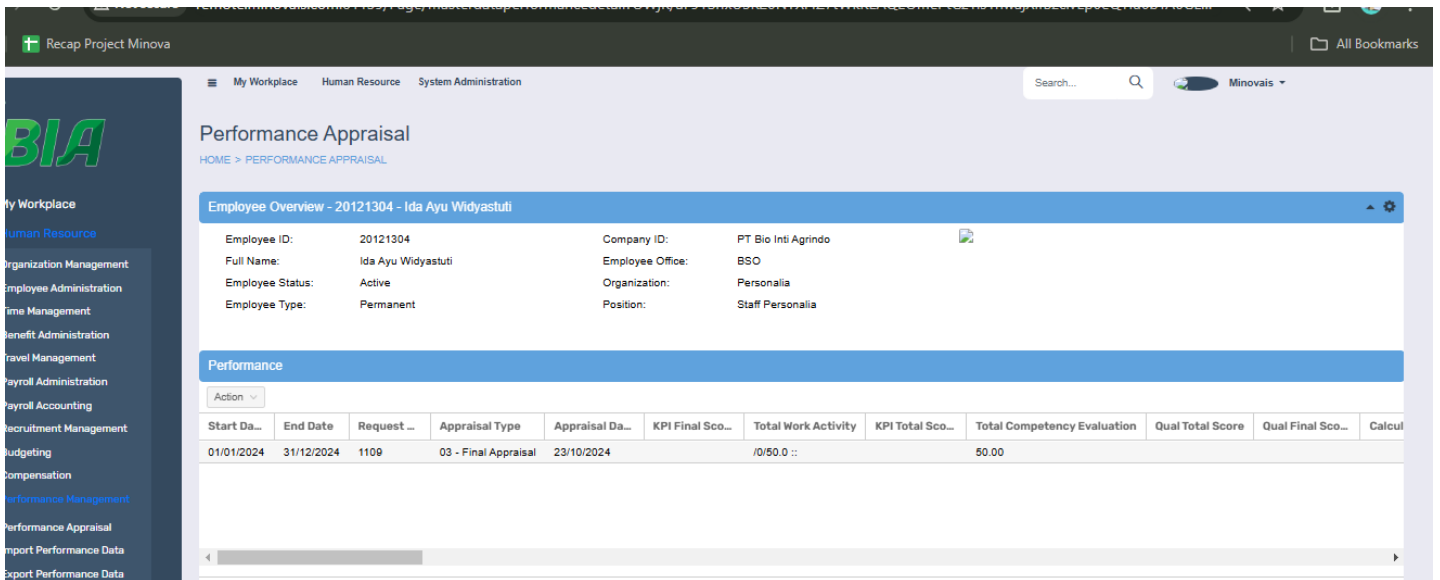 Recap Project Minova
All Bookmarks
My Workplace Human Resource System Administration
Search...
Minovais
BIA
Performance Appraisal
HOME > PERFORMANCE APPRAISAL
My Workplace
Human Resource
Organization Management
Employee Administration
Time Management
Benefit Administration
Travel Management
Payroll Administration
Payroll Accounting
Recruitment Management
Budgeting
Compensation
Performance Management
Performance Appraisal
Import Performance Data
Export Performance Data
Employee Overview - 20121304 - Ida Ayu Widyastuti
Employee ID: 20121304 Company ID: PT Bio Inti Agrindo
Full Name: Ida Ayu Widyastuti Employee Office: BSO
Employee Status: Active Organization: Personalia
Employee Type: Permanent Position: Staff Personalia
Performance
Action
Start Da... End Date Request ... Appraisal Type Appraisal Da... KPI Final Sco... Total Work Activity KPI Total Sco... Total Competency Evaluation Qual Total Score Qual Final Sco... Calcul
01/01/2024 31/12/2024 1109 03 - Final Appraisal 23/10/2024 /0/50.0 :: 50.00